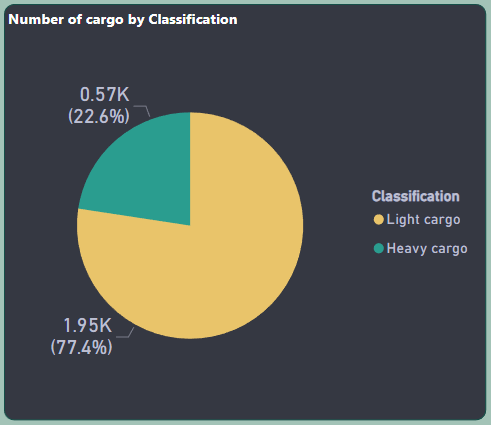 Number of cargo by Classification
0.57K
(22.6%)
Classification
Light cargo
Heavy cargo
1.95K
(77.4%)